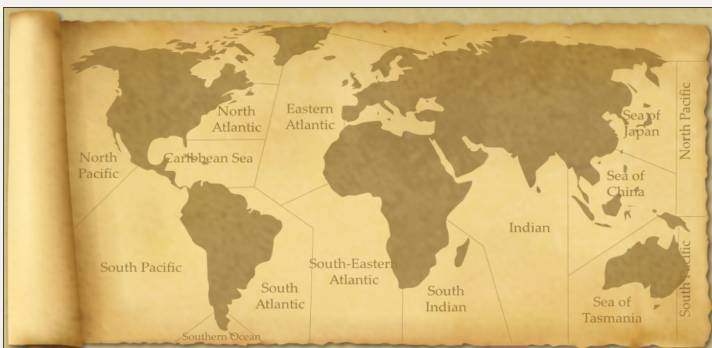 North
Atlantic
Eastern
Atlantic
Sea of
Japan
North Pacific
Caribbean Sea
North
Pacific
Sea of
China
Indian
South Pacific
South-Eastern
Atlantic
South
Atlantic
South
Indian
South Pacific
Sea of
Tasmania
Southern Ocean